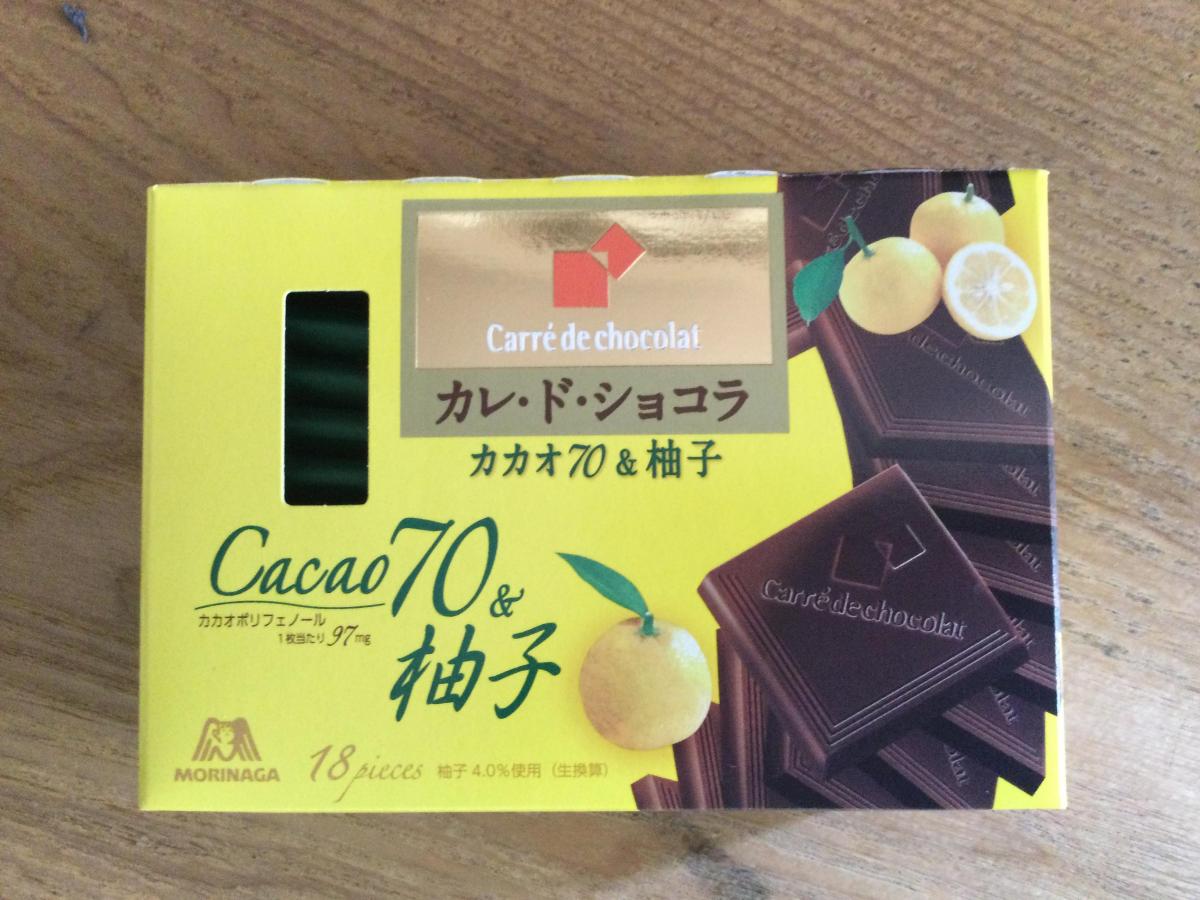 Carré de chocolat
カレ・ド・ショコラ
カカオ70&柚子
Cacao70&
柚子
カカオポリフェノール
1枚当たり97mg
MORINAGA
18 pieces
柚子4.0%使用(生換算)
Carré de chocolat
de chocolat